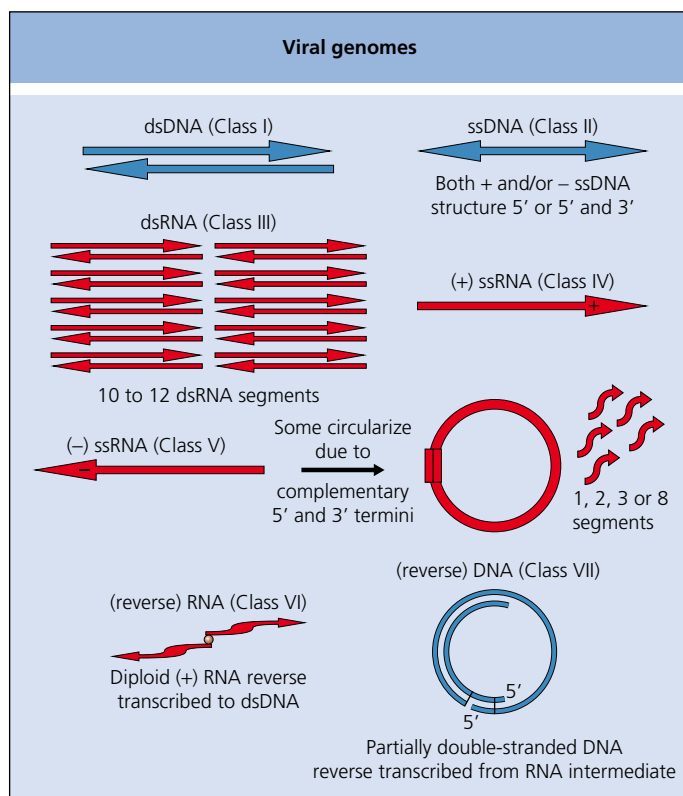 Viral genomes
dsDNA (Class I)
ssDNA (Class II)
Both + and/or – ssDNA
structure 5’ or 5’ and 3’
dsRNA (Class III)
10 to 12 dsRNA segments
(+) ssRNA (Class IV)
+
(–) ssRNA (Class V)
–
Some circularize
due to
complementary
5’ and 3’ termini
1, 2, 3 or 8
segments
(reverse) RNA (Class VI)
Diploid (+) RNA reverse
transcribed to dsDNA
(reverse) DNA (Class VII)
5’
5’
Partially double-stranded DNA
reverse transcribed from RNA intermediate